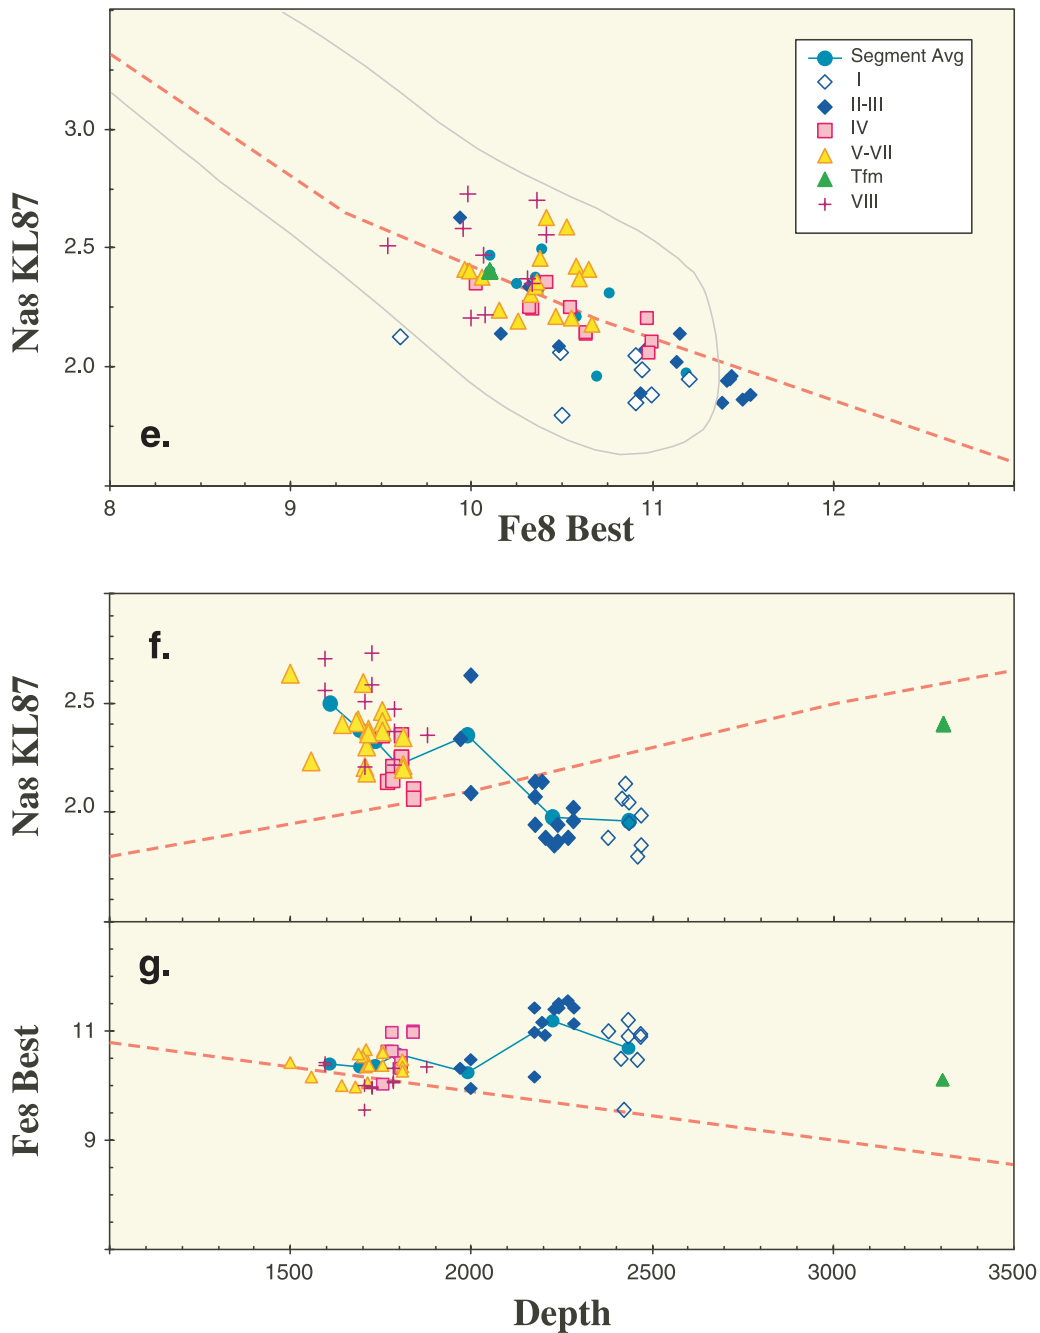 Segment Avg
I
II-III
IV
V-VII
Tfm
VIII
3.0
2.5
2.0
Na8 KL87
e.
8
9
10
11
12
Fe8 Best
f.
2.5
2.0
Na8 KL87
g.
11
9
Fe8 Best
1500
2000
2500
3000
3500
Depth